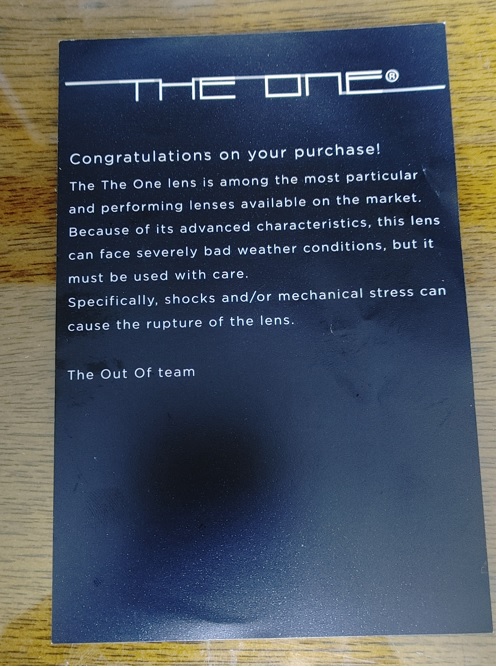 THE ONE®
Congratulations on your purchase!
The The One lens is among the most particular
and performing lenses available on the market.
Because of its advanced characteristics, this lens
can face severely bad weather conditions, but it
must be used with care.
Specifically, shocks and/or mechanical stress can
cause the rupture of the lens.
The Out Of team